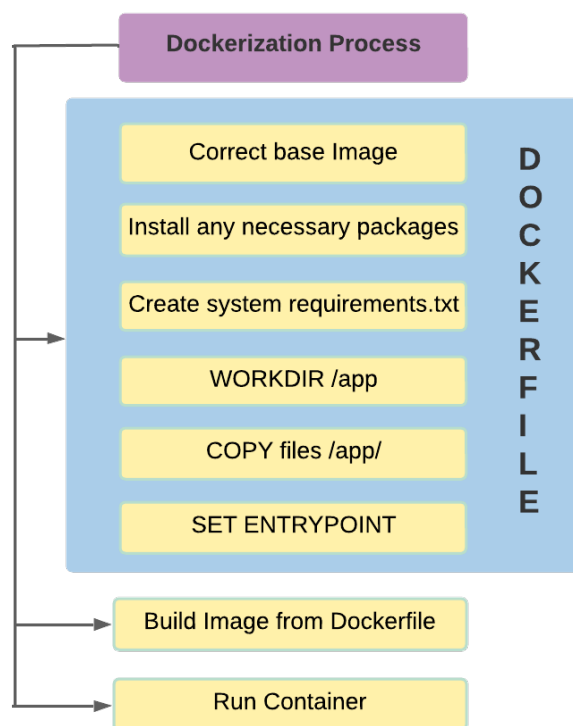 Dockerization Process
Correct base Image
Install any necessary packages
Create system requirements.txt
WORKDIR /app
COPY files /app/
SET ENTRYPOINT
DOCKERFILE
Build Image from Dockerfile
Run Container